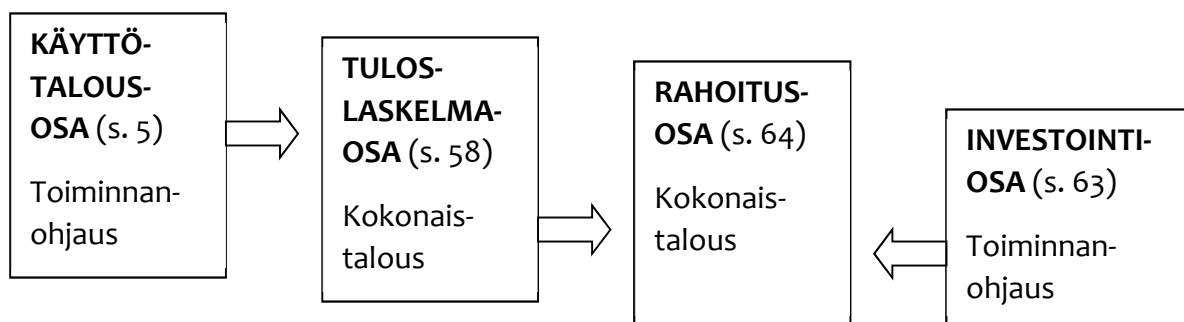 KÄYTTÖ-
TALOUS-
OSA (s. 5)
Toiminnan-
ohjaus
TULOS-
LASKELMA-
OSA (s. 58)
Kokonais-
talous
RAHOITUS-
OSA (s. 64)
Kokonais-
talous
INVESTOINTI-
OSA (s. 63)
Toiminnan-
ohjaus